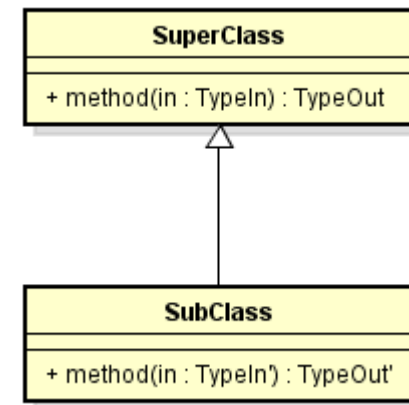 SuperClass
+ method(in : TypeIn) : TypeOut
SubClass
+ method(in : TypeIn') : TypeOut'